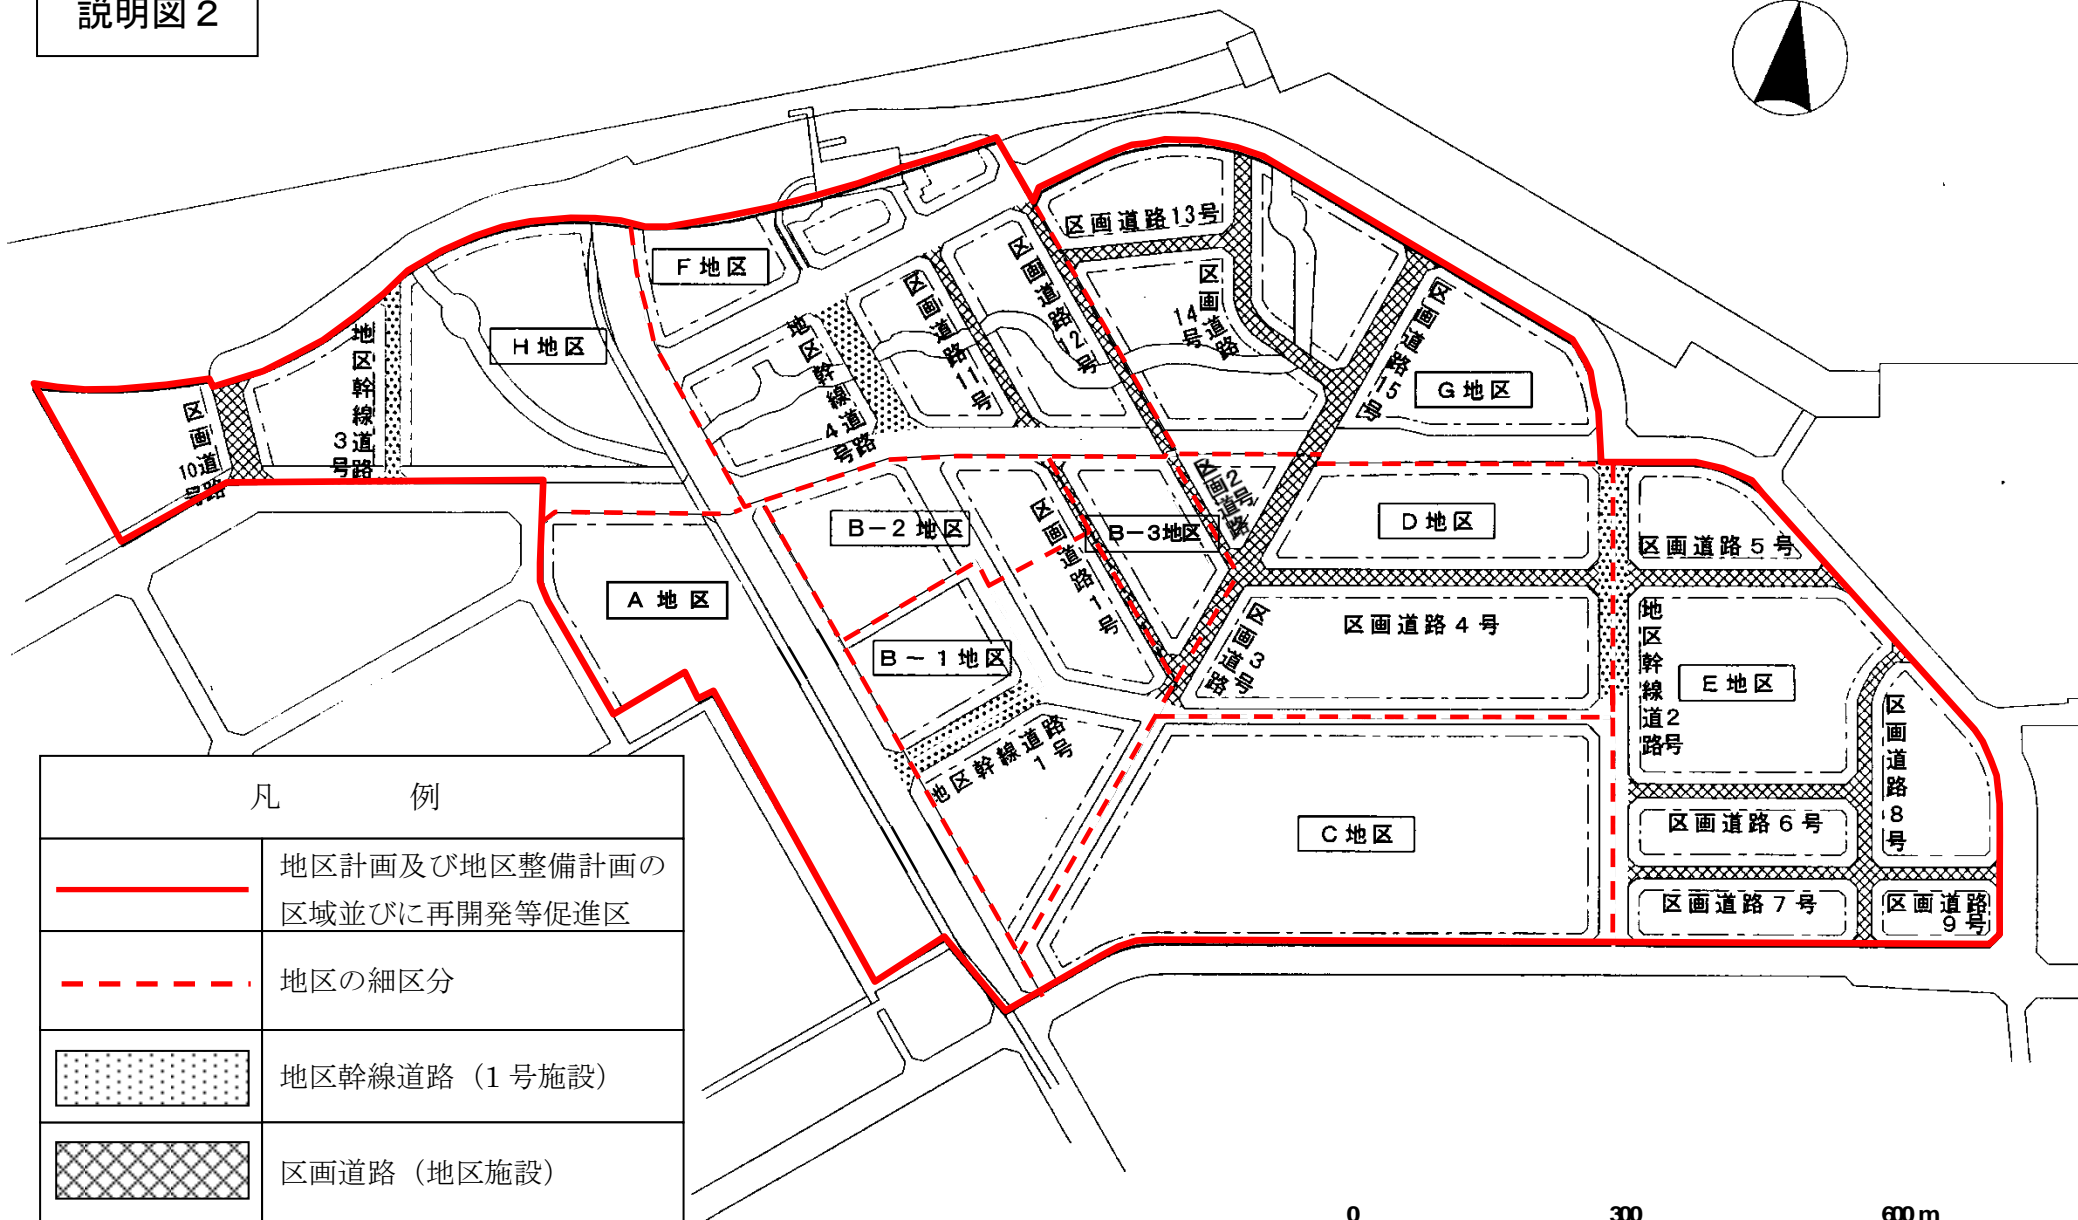 説明図2
区画道路13号
F地区
区画道路12号
区画道路14号
区画道路11号
区画道路15号
地区幹線道路4号
H地区
地区幹線道路3号
G地区
区画道路10号
区画道路2号
B-2地区
B-3地区
D地区
区画道路5号
区画道路1号
A地区
区画道路4号
区画道路3号
地区幹線道路2号
B-1地区
E地区
区画道路8号
地区幹線道路1号
C地区
区画道路6号
区画道路7号
区画道路9号
凡例
地区計画及び地区整備計画の
区域並びに再開発等促進区
地区の細区分
地区幹線道路（1号施設）
区画道路（地区施設）
0 300 600m